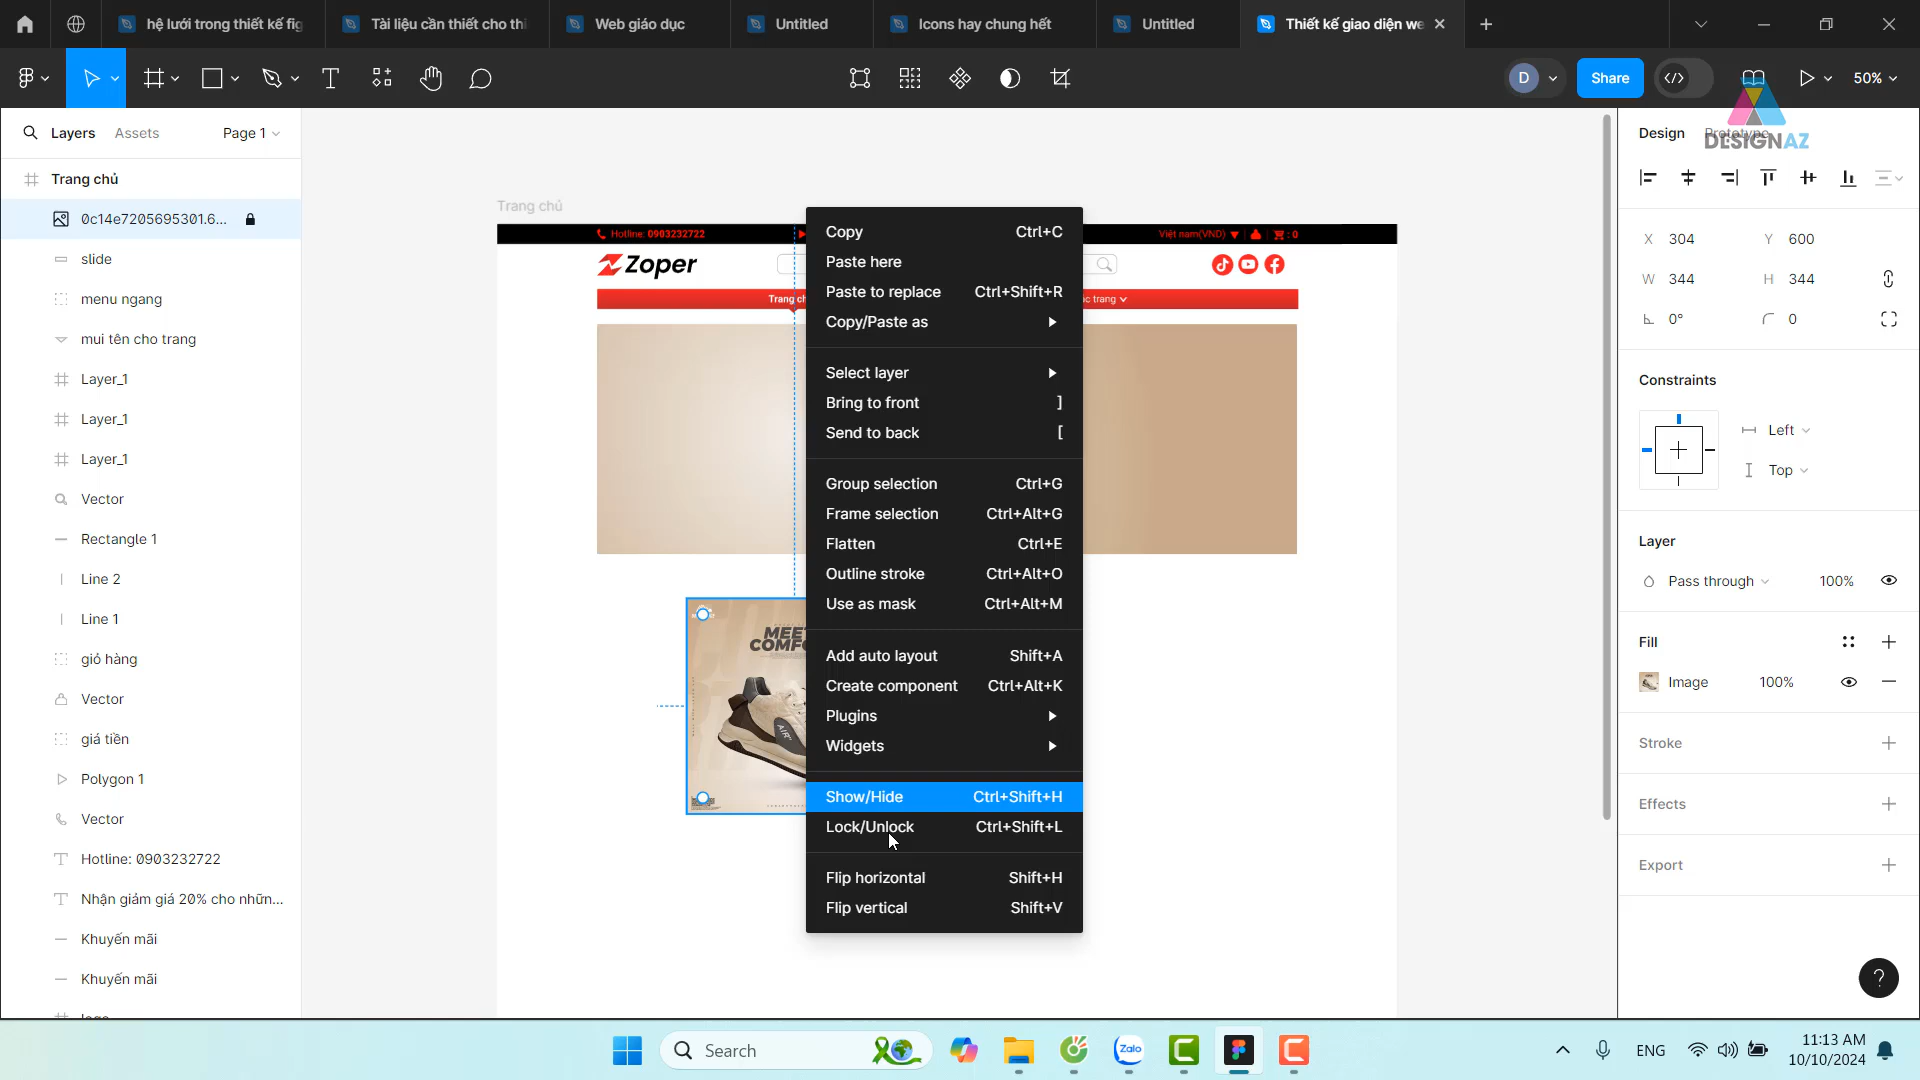 hệ lưới trong thiết kế fig
Tài liệu cần thiết cho thi
Web giáo dục
Untitled
Icons hay chung hết
Untitled
Thiết kế giao diện we
D
Share
50%
Layers
Assets
Page 1
Trang chủ
0c14e7205695301.6...
slide
menu ngang
mui tên cho trang
Layer_1
Layer_1
Layer_1
Vector
Rectangle 1
Line 2
Line 1
giỏ hàng
Vector
giá tiền
Polygon 1
Vector
Hotline: 0903232722
Nhận giảm giá 20% cho nhữn...
Khuyến mãi
Khuyến mãi
Trang chủ
Hotline: 0903232722
Việt nam(VND)
: 0
Zoper
Trang ch
c trang
MEET
COMFO
AIR
Copy Ctrl+C
Paste here
Paste to replace Ctrl+Shift+R
Copy/Paste as
Select layer
Bring to front ]
Send to back [
Group selection Ctrl+G
Frame selection Ctrl+Alt+G
Flatten Ctrl+E
Outline stroke Ctrl+Alt+O
Use as mask Ctrl+Alt+M
Add auto layout Shift+A
Create component Ctrl+Alt+K
Plugins
Widgets
Show/Hide Ctrl+Shift+H
Lock/Unlock Ctrl+Shift+L
Flip horizontal Shift+H
Flip vertical Shift+V
Design
Prototype
DESIGNAZ
X 304 Y 600
W 344 H 344
0° 0
Constraints
Left
Top
Layer
Pass through 100%
Fill
Image 100%
Stroke
Effects
Export
?
Search
Zalo
ENG
11:13 AM
10/10/2024